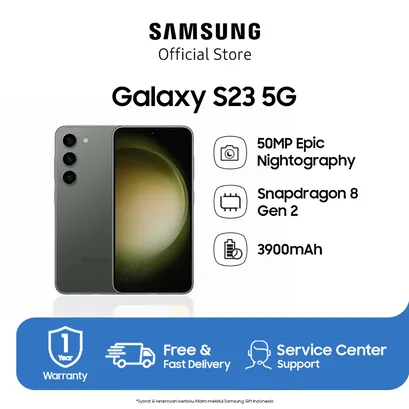 SAMSUNG
Official Store
Galaxy S23 5G
50MP Epic
Nightography
Snapdragon 8
Gen 2
3900mAh
1
Year
Warranty
Free &
Fast Delivery
Service Center
Support
*Syarat & ketentuan berlaku. Klaim melalui Samsung Gift Indonesia